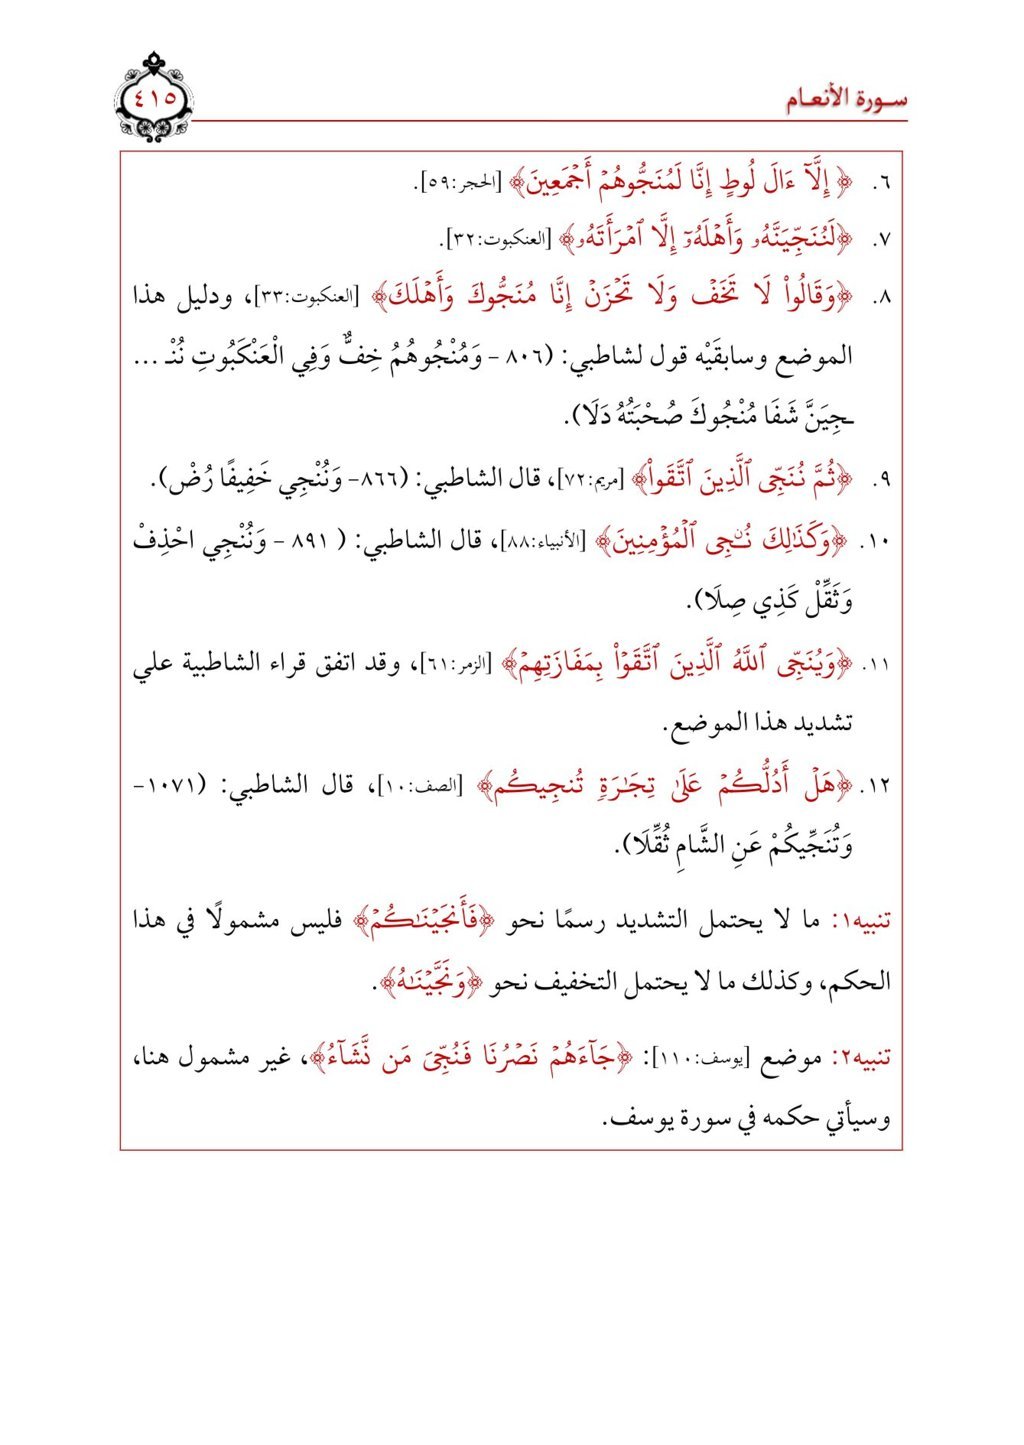 سورة الأنعام
٤١٥
٦. ﴿إِلَّآ ءَالَ لُوطٍ إِنَّا لَمُنَجُّوهُمۡ أَجۡمَعِينَ﴾ [الحجر:٥٩].
٧. ﴿لَنُنَجِّيَنَّهُۥ وَأَهۡلَهُۥٓ إِلَّا ٱمۡرَأَتَهُۥ﴾ [العنكبوت:٣٢].
٨. ﴿وَقَالُواْ لَا تَخَفۡ وَلَا تَحۡزَنۡ إِنَّا مُنَجُّوكَ وَأَهۡلَكَ﴾ [العنكبوت:٣٣]، ودليل هذا
الموضع وسابقَيْه قول لشاطبي: (٨٠٦ - وَمُنْجُوهُمُ خِفٌّ وَفِي الْعَنْكَبُوتِ نُنْـ ...
ـجِيَنَّ شَفَا مُنْجُوكَ صُحْبَتُهُ دَلَا).
٩. ﴿ثُمَّ نُنَجِّي ٱلَّذِينَ ٱتَّقَواْ﴾ [مريم:٧٢]، قال الشاطبي: (٨٦٦- وَنُنْجِي خَفِيفًا رُضْ).
١٠. ﴿وَكَذَٰلِكَ نُـۨجِي ٱلۡمُؤۡمِنِينَ﴾ [الأنبياء:٨٨]، قال الشاطبي: ( ٨٩١ - وَنُنْجِي احْذِفْ
وَثَقِّلْ كَذِي صِلَا).
١١. ﴿وَيُنَجِّي ٱللَّهُ ٱلَّذِينَ ٱتَّقَوۡاْ بِمَفَازَتِهِمۡ﴾ [الزمر:٦١]، وقد اتفق قراء الشاطبية علي
تشديد هذا الموضع.
١٢. ﴿هَلۡ أَدُلُّكُمۡ عَلَىٰ تِجَٰرَةٖ تُنجِيكُم﴾ [الصف:١٠]، قال الشاطبي: (١٠٧١-
وَتُنَجِّيكُمْ عَنِ الشَّامِ ثُقِّلَا).
تنبيه١: ما لا يحتمل التشديد رسمًا نحو ﴿فَأَنجَيۡنَٰكُمۡ﴾ فليس مشمولًا في هذا
الحكم، وكذلك ما لا يحتمل التخفيف نحو ﴿وَنَجَّيۡنَٰهُ﴾.
تنبيه٢: موضع [يوسف:١١٠]: ﴿جَآءَهُمۡ نَصۡرُنَا فَنُجِّيَ مَن نَّشَآءُ﴾، غير مشمول هنا،
وسيأتي حكمه في سورة يوسف.